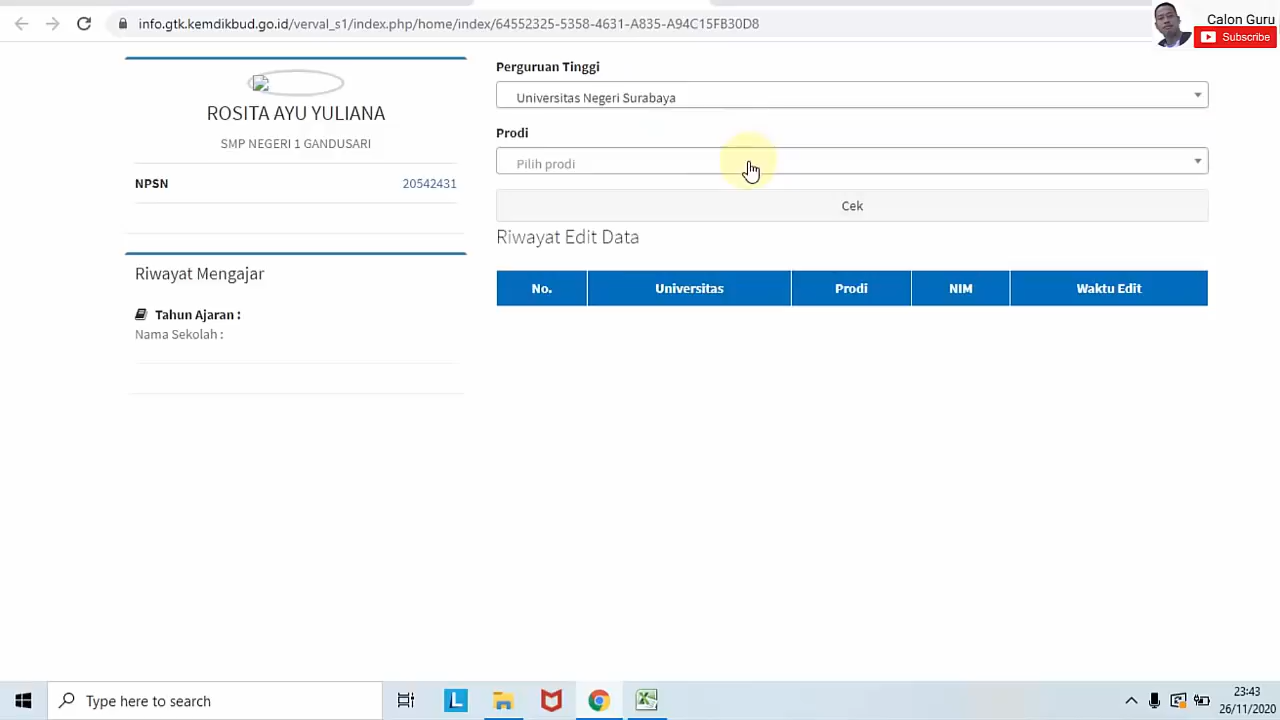 info.gtk.kemdikbud.go.id/verval_s1/index.php/home/index/64552325-5358-4631-A835-A94C15FB30D8
Calon Guru
Subscribe
ROSITA AYU YULIANA
SMP NEGERI 1 GANDUSARI
NPSN 20542431
Riwayat Mengajar
Tahun Ajaran :
Nama Sekolah :
Perguruan Tinggi
Universitas Negeri Surabaya
Prodi
Pilih prodi
Cek
Riwayat Edit Data
No. Universitas Prodi NIM Waktu Edit
Type here to search
L
23:43
26/11/2020